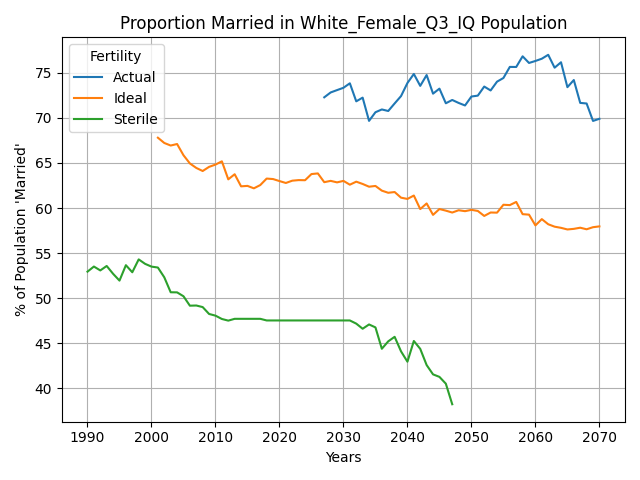 Proportion Married in White_Female_Q3_IQ Population
Fertility
Actual
Ideal
Sterile
% of Population 'Married'
75
70
65
60
55
50
45
40
1990 2000 2010 2020 2030 2040 2050 2060 2070
Years